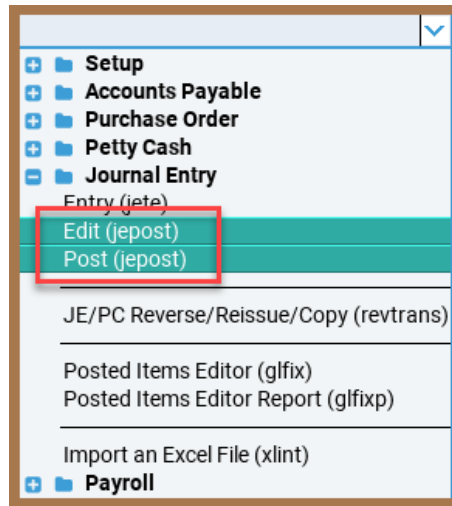 Setup
Accounts Payable
Purchase Order
Petty Cash
Journal Entry
Entry (jete)
Edit (jepost)
Post (jepost)
JE/PC Reverse/Reissue/Copy (revtrans)
Posted Items Editor (glfix)
Posted Items Editor Report (glfixp)
Import an Excel File (xlint)
Payroll